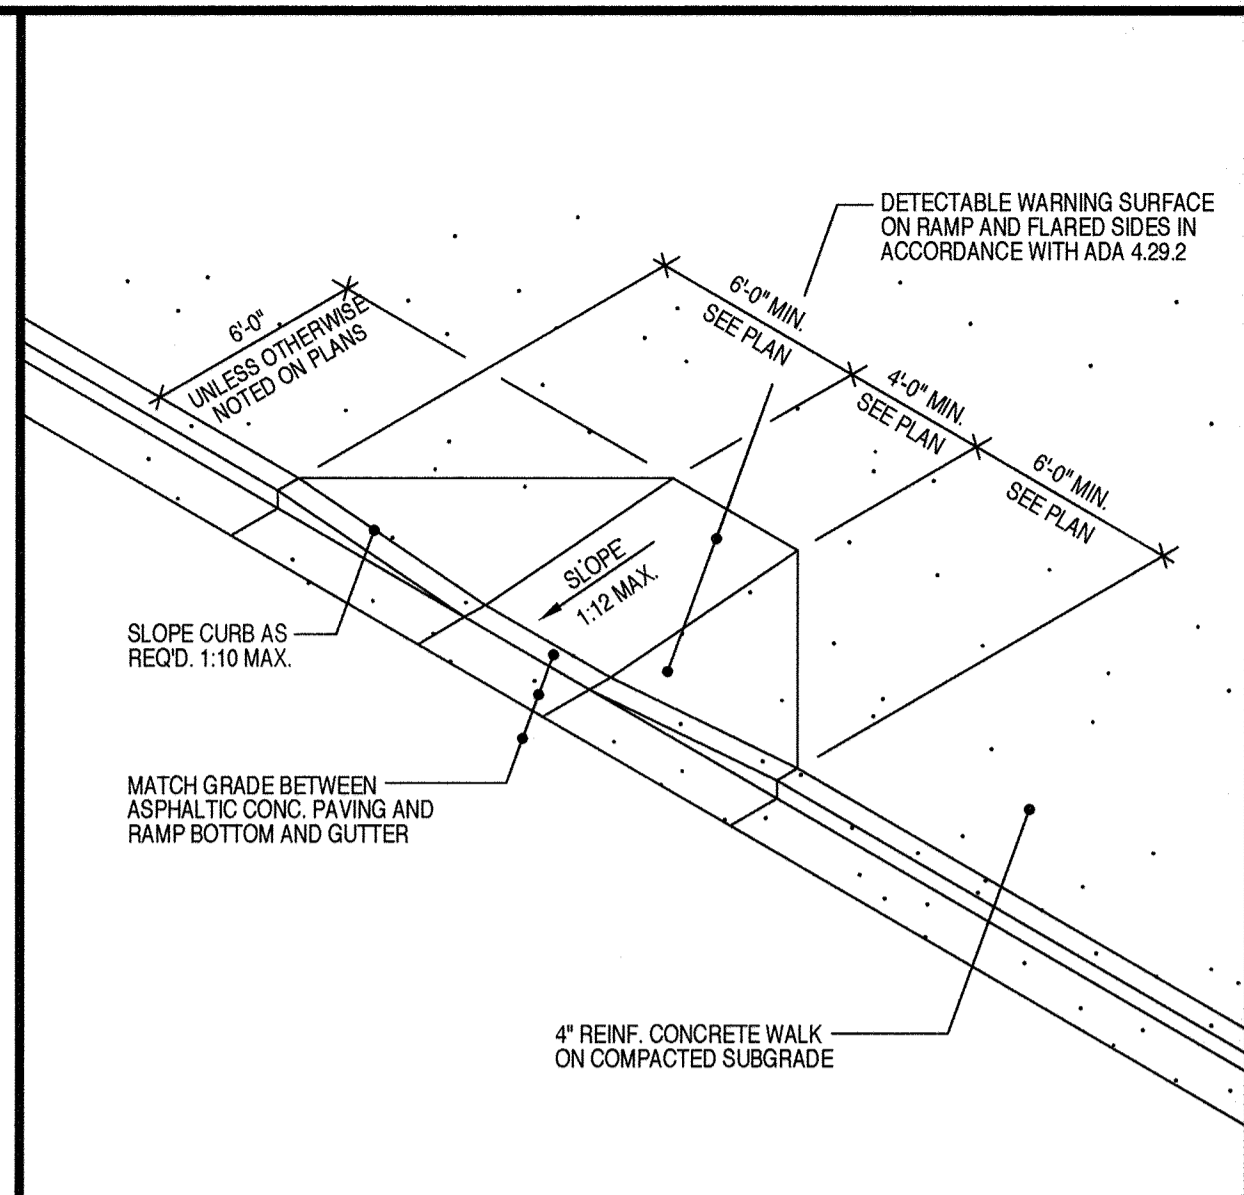 DETECTABLE WARNING SURFACE
ON RAMP AND FLARED SIDES IN
ACCORDANCE WITH ADA 4.29.2
6'-0"
UNLESS OTHERWISE
NOTED ON PLANS
6'-0" MIN.
SEE PLAN
4'-0" MIN.
SEE PLAN
6'-0" MIN.
SEE PLAN
SLOPE
1:12 MAX.
SLOPE CURB AS
REQ'D. 1:10 MAX.
MATCH GRADE BETWEEN
ASPHALTIC CONC. PAVING AND
RAMP BOTTOM AND GUTTER
4" REINF. CONCRETE WALK
ON COMPACTED SUBGRADE